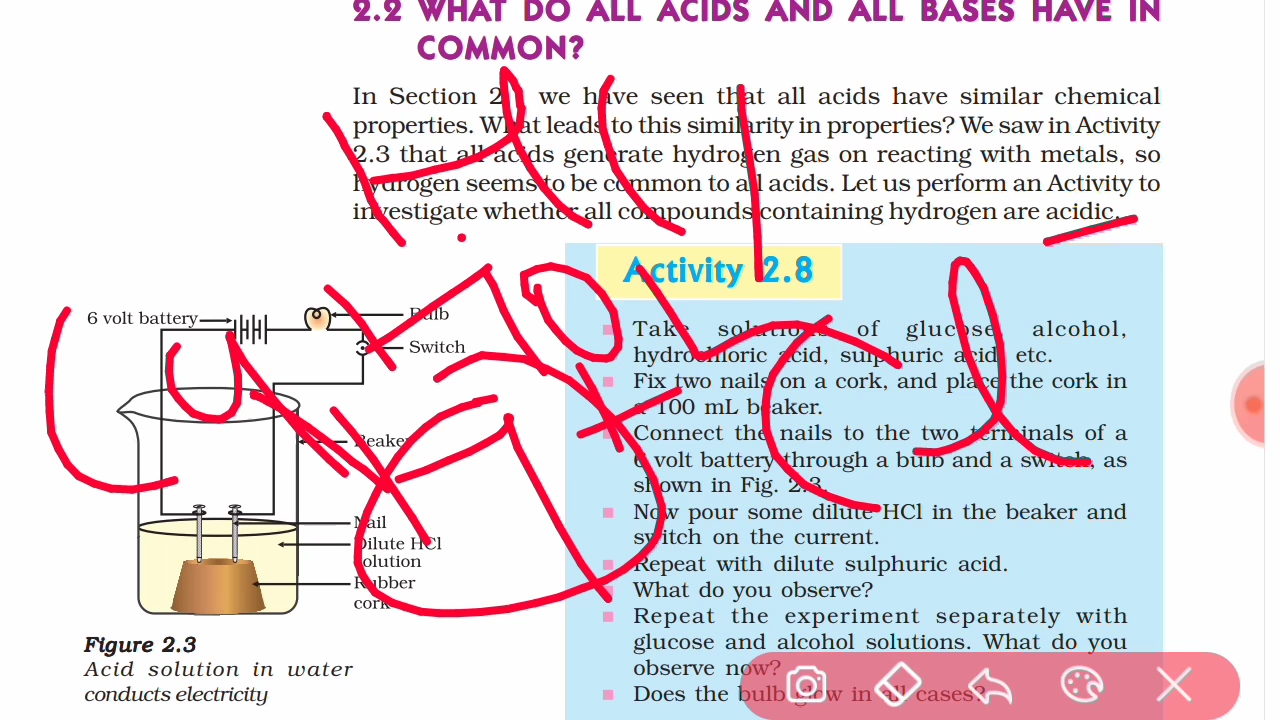 2.2 WHAT DO ALL ACIDS AND ALL BASES HAVE IN
COMMON?
In Section 2 we have seen that all acids have similar chemical
properties. What leads to this similarity in properties? We saw in Activity
2.3 that all acids generate hydrogen gas on reacting with metals, so
hydrogen seems to be common to all acids. Let us perform an Activity to
investigate whether all compounds containing hydrogen are acidic.
Activity 2.8
Take solutions of glucose, alcohol,
hydrochloric acid, sulphuric acid, etc.
Fix two nails on a cork, and place the cork in
a 100 mL beaker.
Connect the nails to the two terminals of a
6 volt battery through a bulb and a switch, as
shown in Fig. 2.3.
Now pour some dilute HCl in the beaker and
switch on the current.
Repeat with dilute sulphuric acid.
What do you observe?
Repeat the experiment separately with
glucose and alcohol solutions. What do you
observe now?
Does the bulb glow in all cases?
6 volt battery
Bulb
Switch
Beaker
Nail
Dilute HCl
solution
Rubber
cork
Figure 2.3
Acid solution in water
conducts electricity